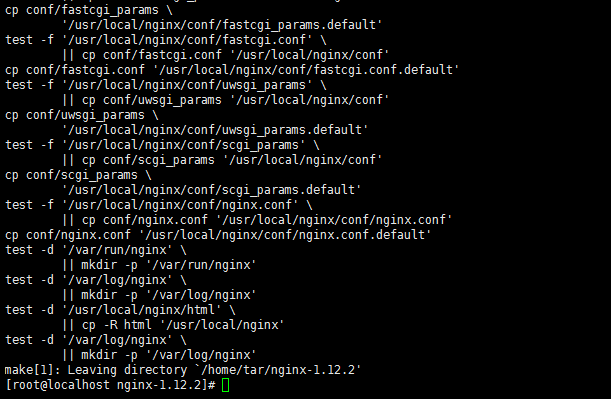 cp conf/fastcgi_params \
'/usr/local/nginx/conf/fastcgi_params.default'
test -f '/usr/local/nginx/conf/fastcgi.conf' \
|| cp conf/fastcgi.conf '/usr/local/nginx/conf'
cp conf/fastcgi.conf '/usr/local/nginx/conf/fastcgi.conf.default'
test -f '/usr/local/nginx/conf/uwsgi_params' \
|| cp conf/uwsgi_params '/usr/local/nginx/conf'
cp conf/uwsgi_params \
'/usr/local/nginx/conf/uwsgi_params.default'
test -f '/usr/local/nginx/conf/scgi_params' \
|| cp conf/scgi_params '/usr/local/nginx/conf'
cp conf/scgi_params \
'/usr/local/nginx/conf/scgi_params.default'
test -f '/usr/local/nginx/conf/nginx.conf' \
|| cp conf/nginx.conf '/usr/local/nginx/conf/nginx.conf'
cp conf/nginx.conf '/usr/local/nginx/conf/nginx.conf.default'
test -d '/var/run/nginx' \
|| mkdir -p '/var/run/nginx'
test -d '/var/log/nginx' \
|| mkdir -p '/var/log/nginx'
test -d '/usr/local/nginx/html' \
|| cp -R html '/usr/local/nginx'
test -d '/var/log/nginx' \
|| mkdir -p '/var/log/nginx'
make[1]: Leaving directory `/home/tar/nginx-1.12.2'
[root@localhost nginx-1.12.2]#